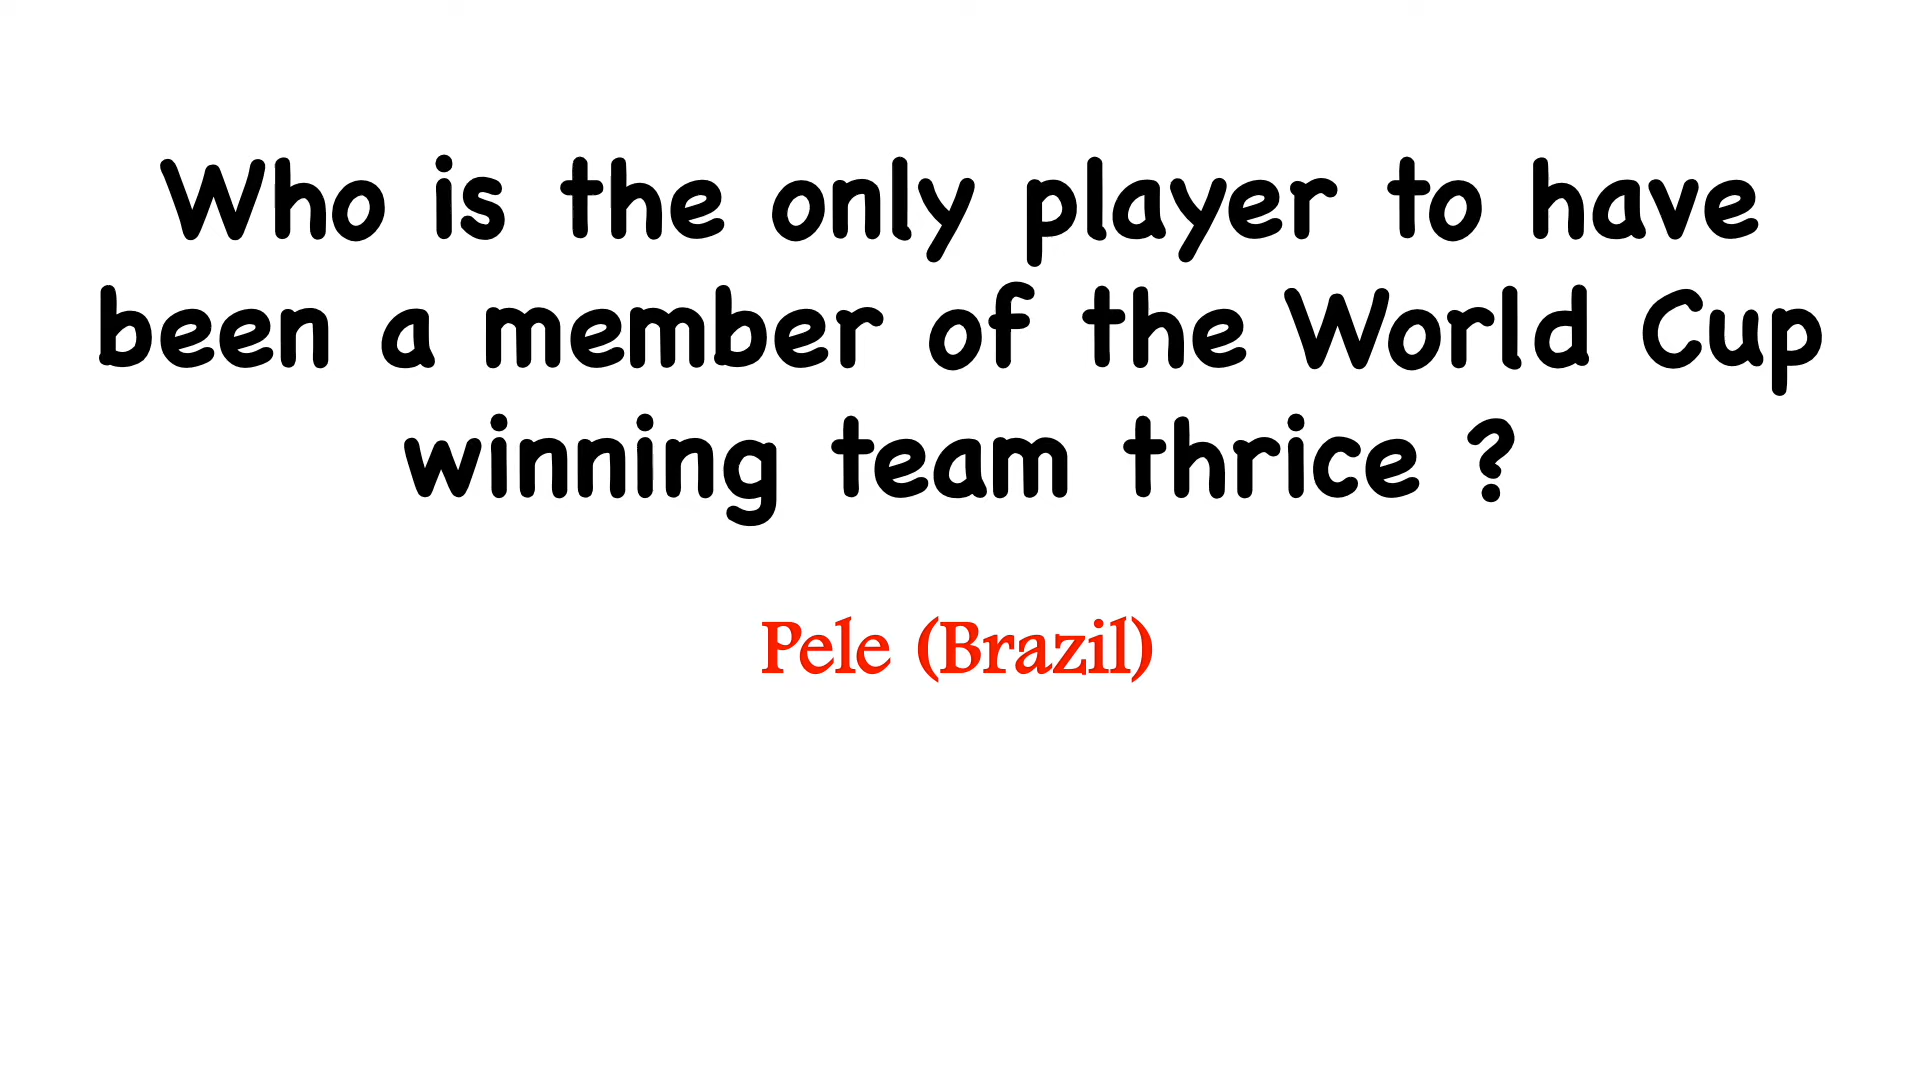 Who is the only player to have
been a member of the World Cup
winning team thrice ?
Pele (Brazil)